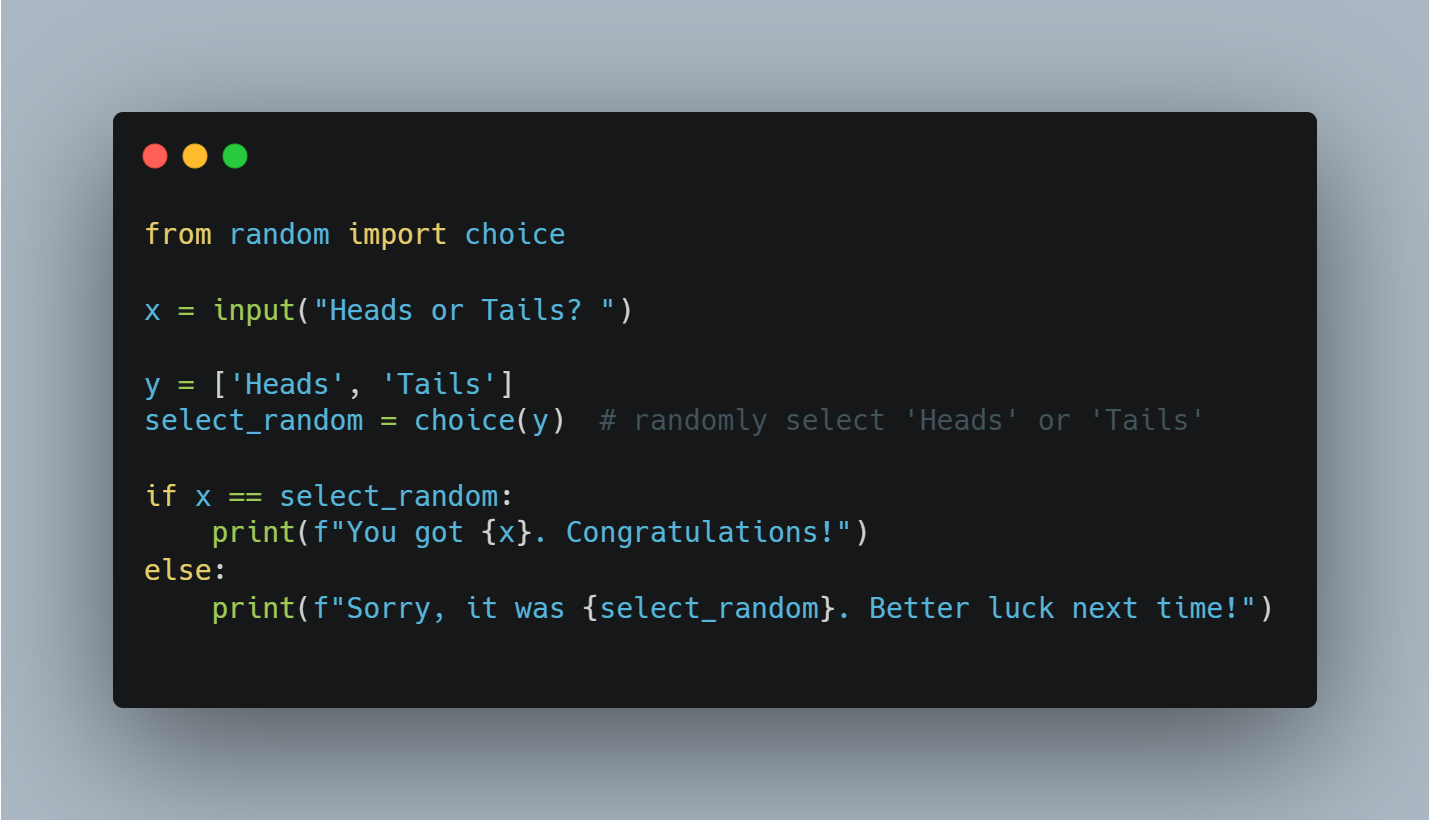 from random import choice
x = input("Heads or Tails? ")
y = ['Heads', 'Tails']
select_random = choice(y)  # randomly select 'Heads' or 'Tails'
if x == select_random:
    print(f"You got {x}. Congratulations!")
else:
    print(f"Sorry, it was {select_random}. Better luck next time!")